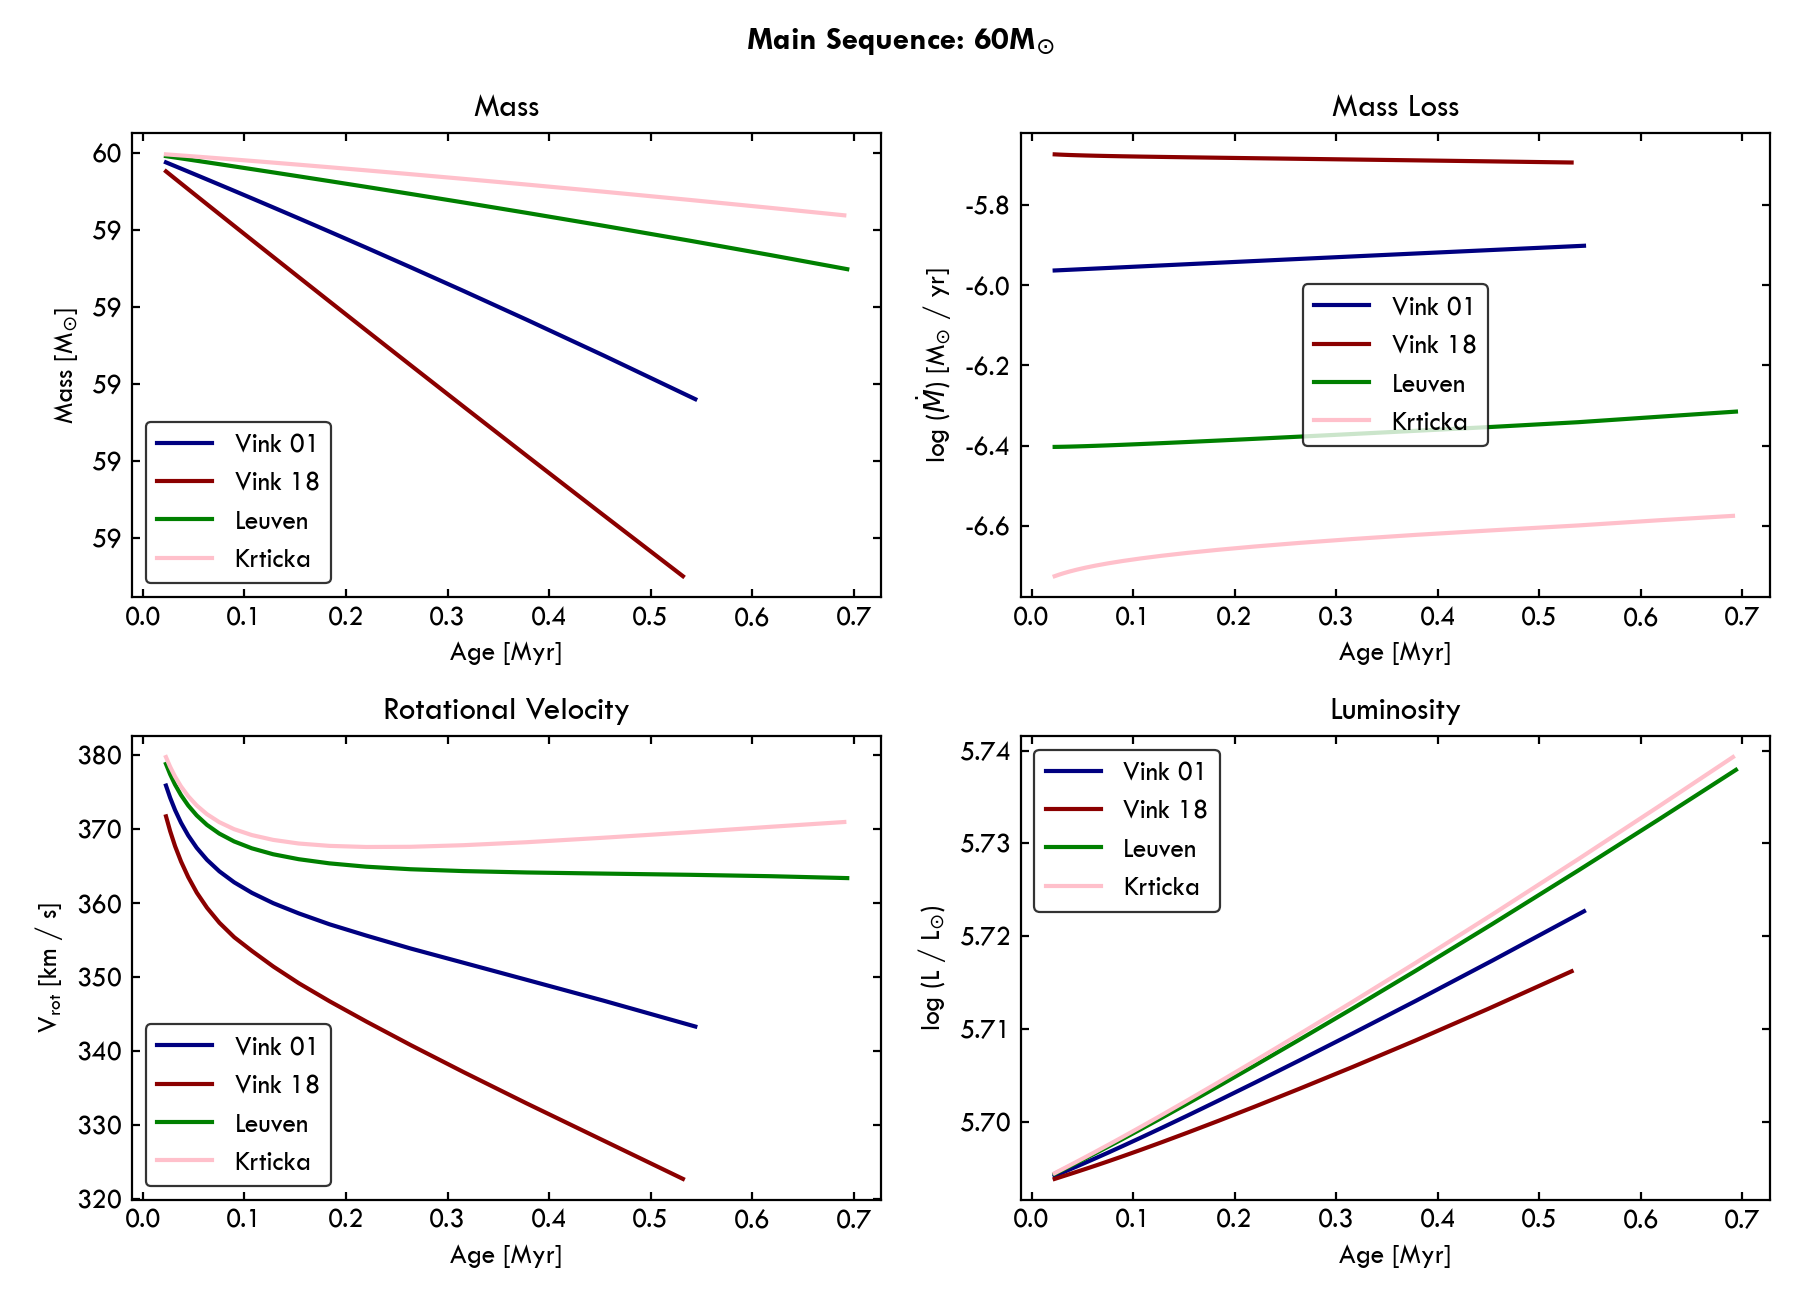 Main Sequence: 60M⊙
Mass
60
59
59
59
59
59
Mass [M⊙]
Vink 01
Vink 18
Leuven
Krticka
0.0 0.1 0.2 0.3 0.4 0.5 0.6 0.7
Age [Myr]
Mass Loss
-5.8
-6.0
-6.2
-6.4
-6.6
log (Ṁ) [M⊙ / yr]
Vink 01
Vink 18
Leuven
Krticka
0.0 0.1 0.2 0.3 0.4 0.5 0.6 0.7
Age [Myr]
Rotational Velocity
380
370
360
350
340
330
320
Vrot [km / s]
Vink 01
Vink 18
Leuven
Krticka
0.0 0.1 0.2 0.3 0.4 0.5 0.6 0.7
Age [Myr]
Luminosity
5.74
5.73
5.72
5.71
5.70
log (L / L⊙)
Vink 01
Vink 18
Leuven
Krticka
0.0 0.1 0.2 0.3 0.4 0.5 0.6 0.7
Age [Myr]